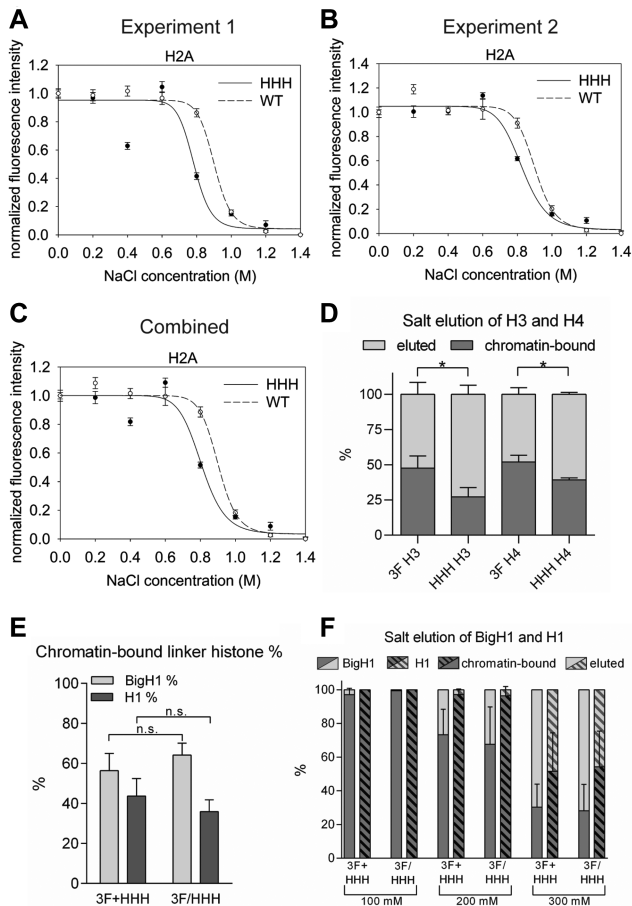 A
Experiment 1
H2A
normalized fluorescence intensity
1.2
1.0
0.8
0.6
0.4
0.2
0.0
HHH
WT
0.0 0.2 0.4 0.6 0.8 1.0 1.2 1.4
NaCl concentration (M)
B
Experiment 2
H2A
normalized fluorescence intensity
1.4
1.2
1.0
0.8
0.6
0.4
0.2
0.0
HHH
WT
0.0 0.2 0.4 0.6 0.8 1.0 1.2 1.4
NaCl concentration (M)
C
Combined
H2A
normalized fluorescence intensity
1.2
1.0
0.8
0.6
0.4
0.2
0.0
HHH
WT
0.0 0.2 0.4 0.6 0.8 1.0 1.2 1.4
NaCl concentration (M)
D
Salt elution of H3 and H4
eluted chromatin-bound
* *
%
100
75
50
25
0
3F H3 HHH H3 3F H4 HHH H4
E
Chromatin-bound linker histone %
BigH1 %
H1 %
n.s.
n.s.
%
100
80
60
40
20
0
3F+HHH 3F/HHH
F
Salt elution of BigH1 and H1
BigH1 H1 chromatin-bound eluted
%
100
80
60
40
20
0
3F+ 3F/ 3F+ 3F/ 3F+ 3F/
HHH HHH HHH HHH HHH HHH
100 mM 200 mM 300 mM